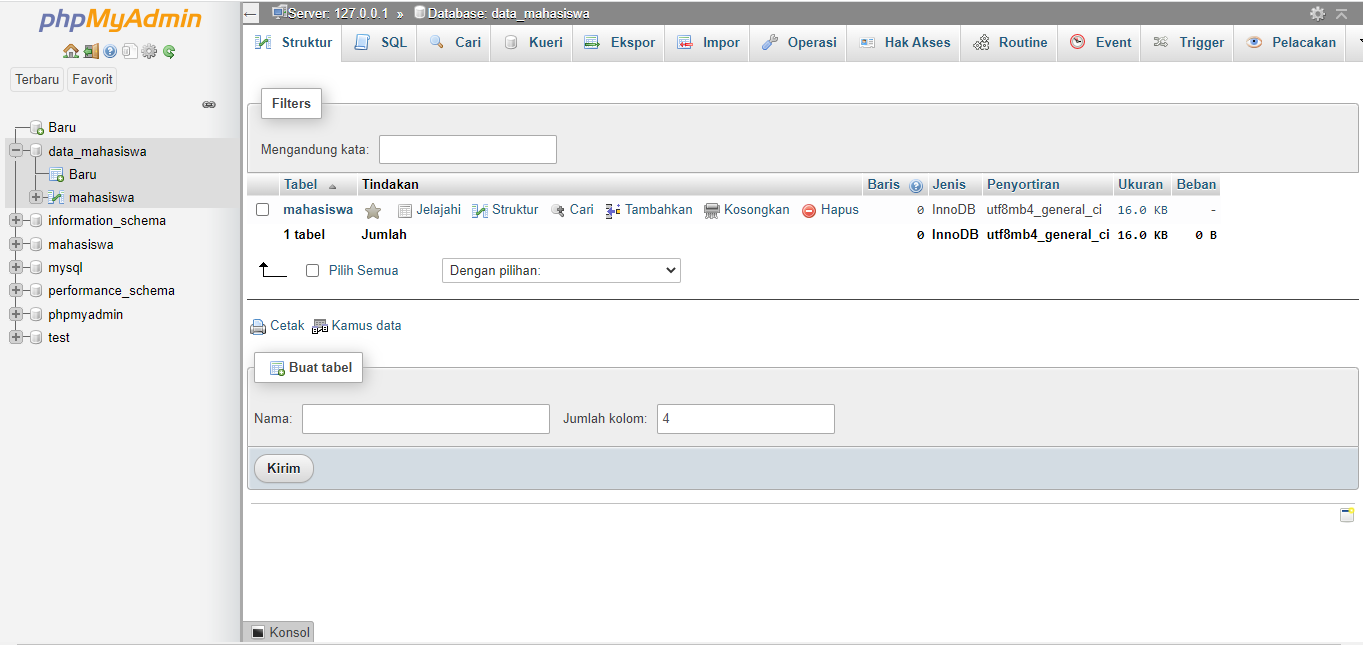 phpMyAdmin
Terbaru Favorit
Baru
data_mahasiswa
Baru
mahasiswa
information_schema
mahasiswa
mysql
performance_schema
phpmyadmin
test
Server: 127.0.0.1 » Database: data_mahasiswa
Struktur SQL Cari Kueri Ekspor Impor Operasi Hak Akses Routine Event Trigger Pelacakan
Filters
Mengandung kata:
Tabel Tindakan Baris Jenis Penyortiran Ukuran Beban
mahasiswa Jelajahi Struktur Cari Tambahkan Kosongkan Hapus 0 InnoDB utf8mb4_general_ci 16.0 KB -
1 tabel Jumlah 0 InnoDB utf8mb4_general_ci 16.0 KB 0 B
Pilih Semua Dengan pilihan:
Cetak Kamus data
Buat tabel
Nama: Jumlah kolom: 4
Kirim
Konsol